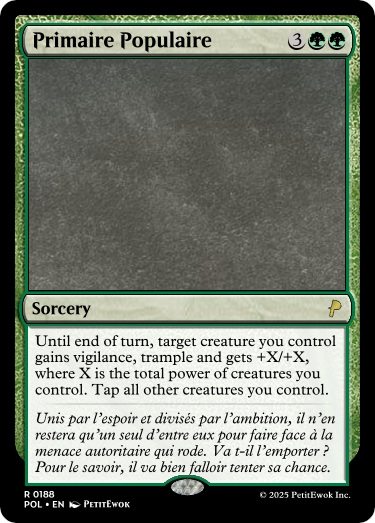 Primaire Populaire 3
Sorcery
Until end of turn, target creature you control
gains vigilance, trample and gets +X/+X,
where X is the total power of creatures you
control. Tap all other creatures you control.
Unis par l'espoir et divisés par l'ambition, il n'en
restera qu'un seul d'entre eux pour faire face à la
menace autoritaire qui rode. Va t-il l'emporter ?
Pour le savoir, il va bien falloir tenter sa chance.
R 0188
POL • EN PetitEwok
© 2025 PetitEwok Inc.